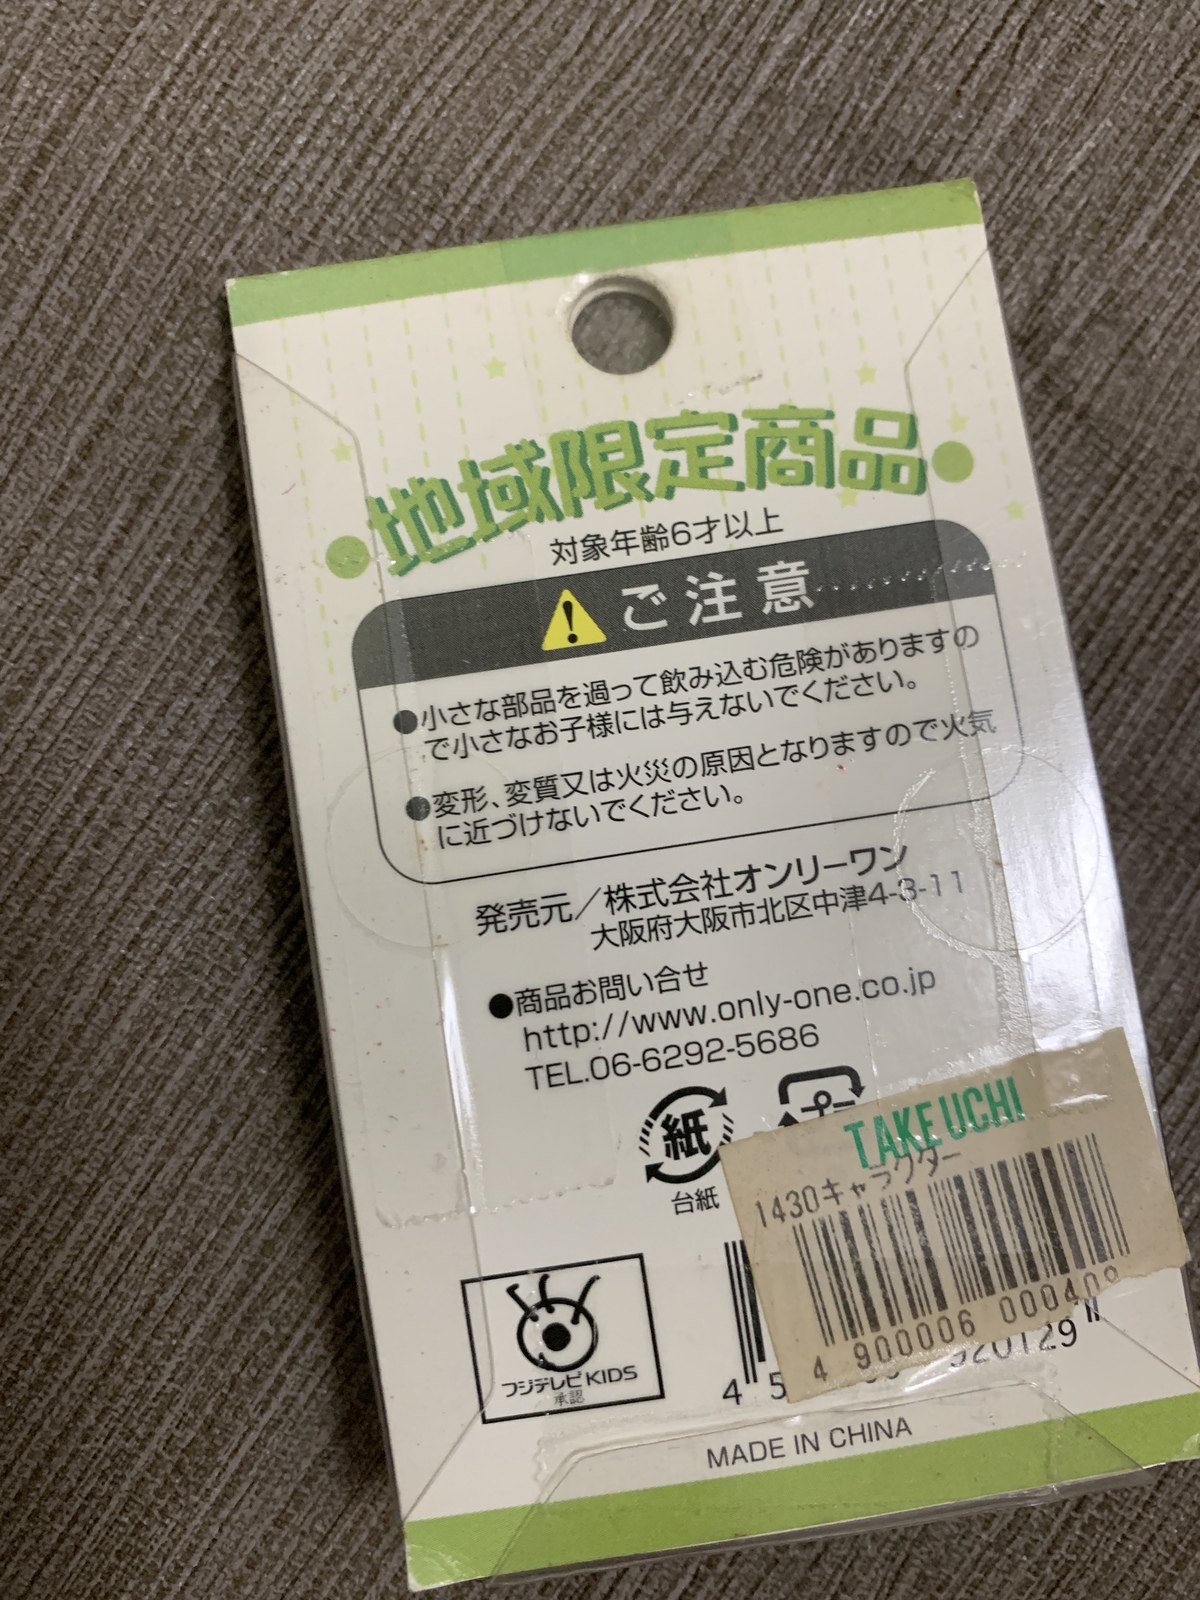 地域限定商品
対象年齢6才以上
ご注意
●小さな部品を過って飲み込む危険がありますの
で小さなお子様には与えないでください。
●変形、変質又は火災の原因となりますので火気
に近づけないでください。
発売元／株式会社オンリーワン
大阪府大阪市北区中津4-3-11
●商品お問い合せ
http://www.only-one.co.jp
TEL.06-6292-5686
紙
台紙
TAKEUCHI
1430キャラクター
4 900006 000408
フジテレビKIDS
承認
4 5 920129
MADE IN CHINA